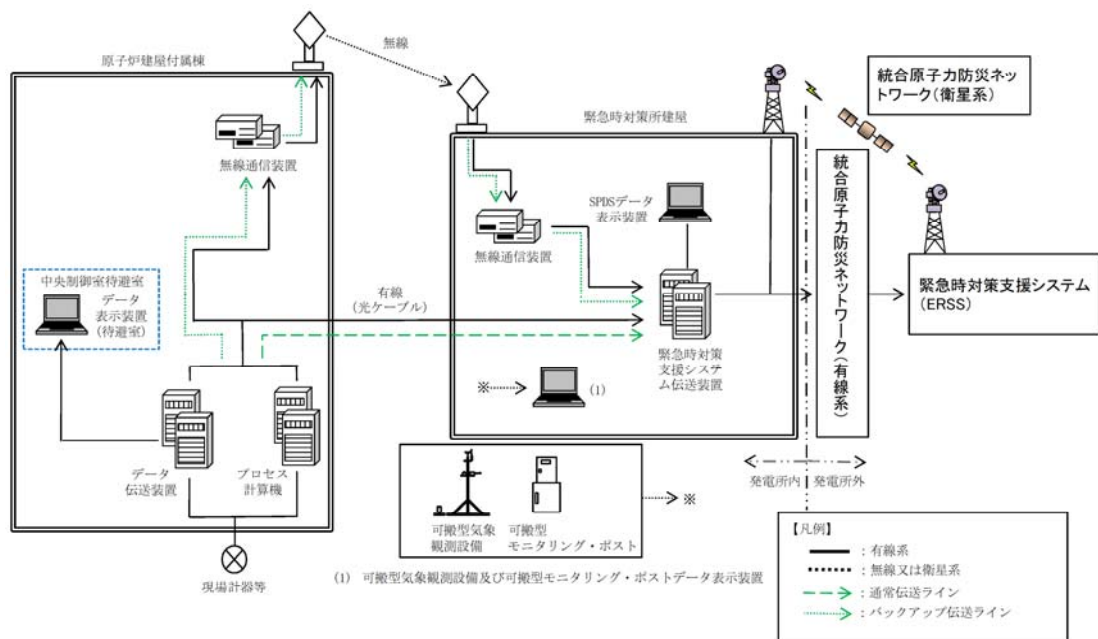 原子炉建屋付属棟
無線
無線通信装置
中央制御室待避室
データ
表示装置
(待避室)
データ
伝送装置
プロセス
計算機
現場計器等
有線
(光ケーブル)
緊急時対策所建屋
SPDSデータ
表示装置
無線通信装置
緊急時対策
支援システ
ム伝送装置
※
(1)
可搬型気象
観測設備
可搬型
モニタリング・ポスト
※
(1) 可搬型気象観測設備及び可搬型モニタリング・ポストデータ表示装置
統合原子力防災ネッ
トワーク(衛星系)
統合原子力防災ネットワーク(有線系)
緊急時対策支援システム
(ERSS)
発電所内
発電所外
【凡例】
:有線系
:無線又は衛星系
:通常伝送ライン
:バックアップ伝送ライン